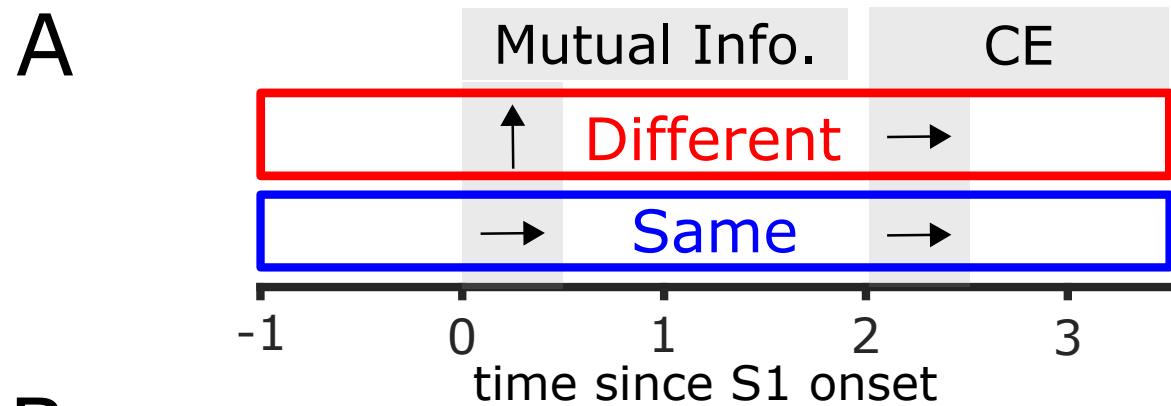 A
Mutual Info. CE
Different
Same
-1 0 1 2 3
time since S1 onset